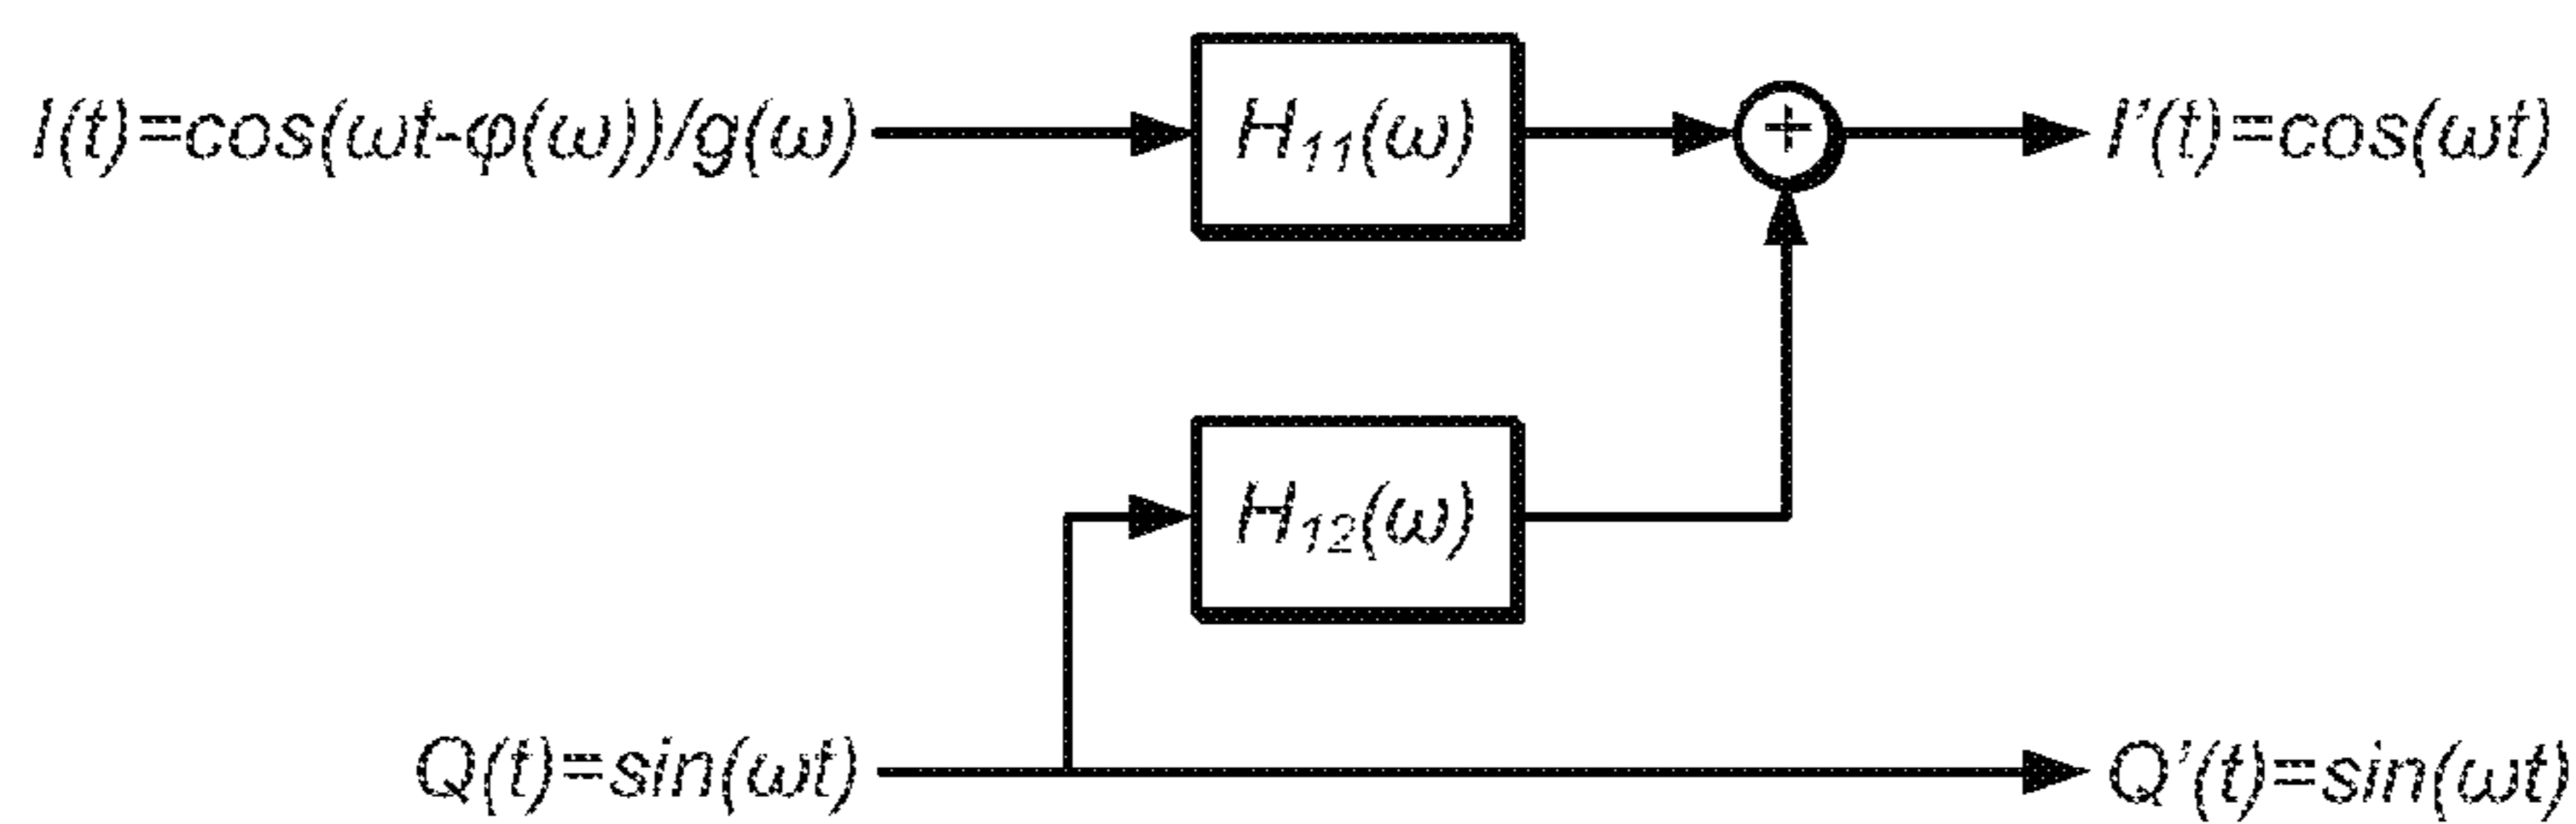 I(t)=cos(ωt-φ(ω))/g(ω)
H₁₁(ω)
+
I'(t)=cos(ωt)
H₁₂(ω)
Q(t)=sin(ωt)
Q'(t)=sin(ωt)